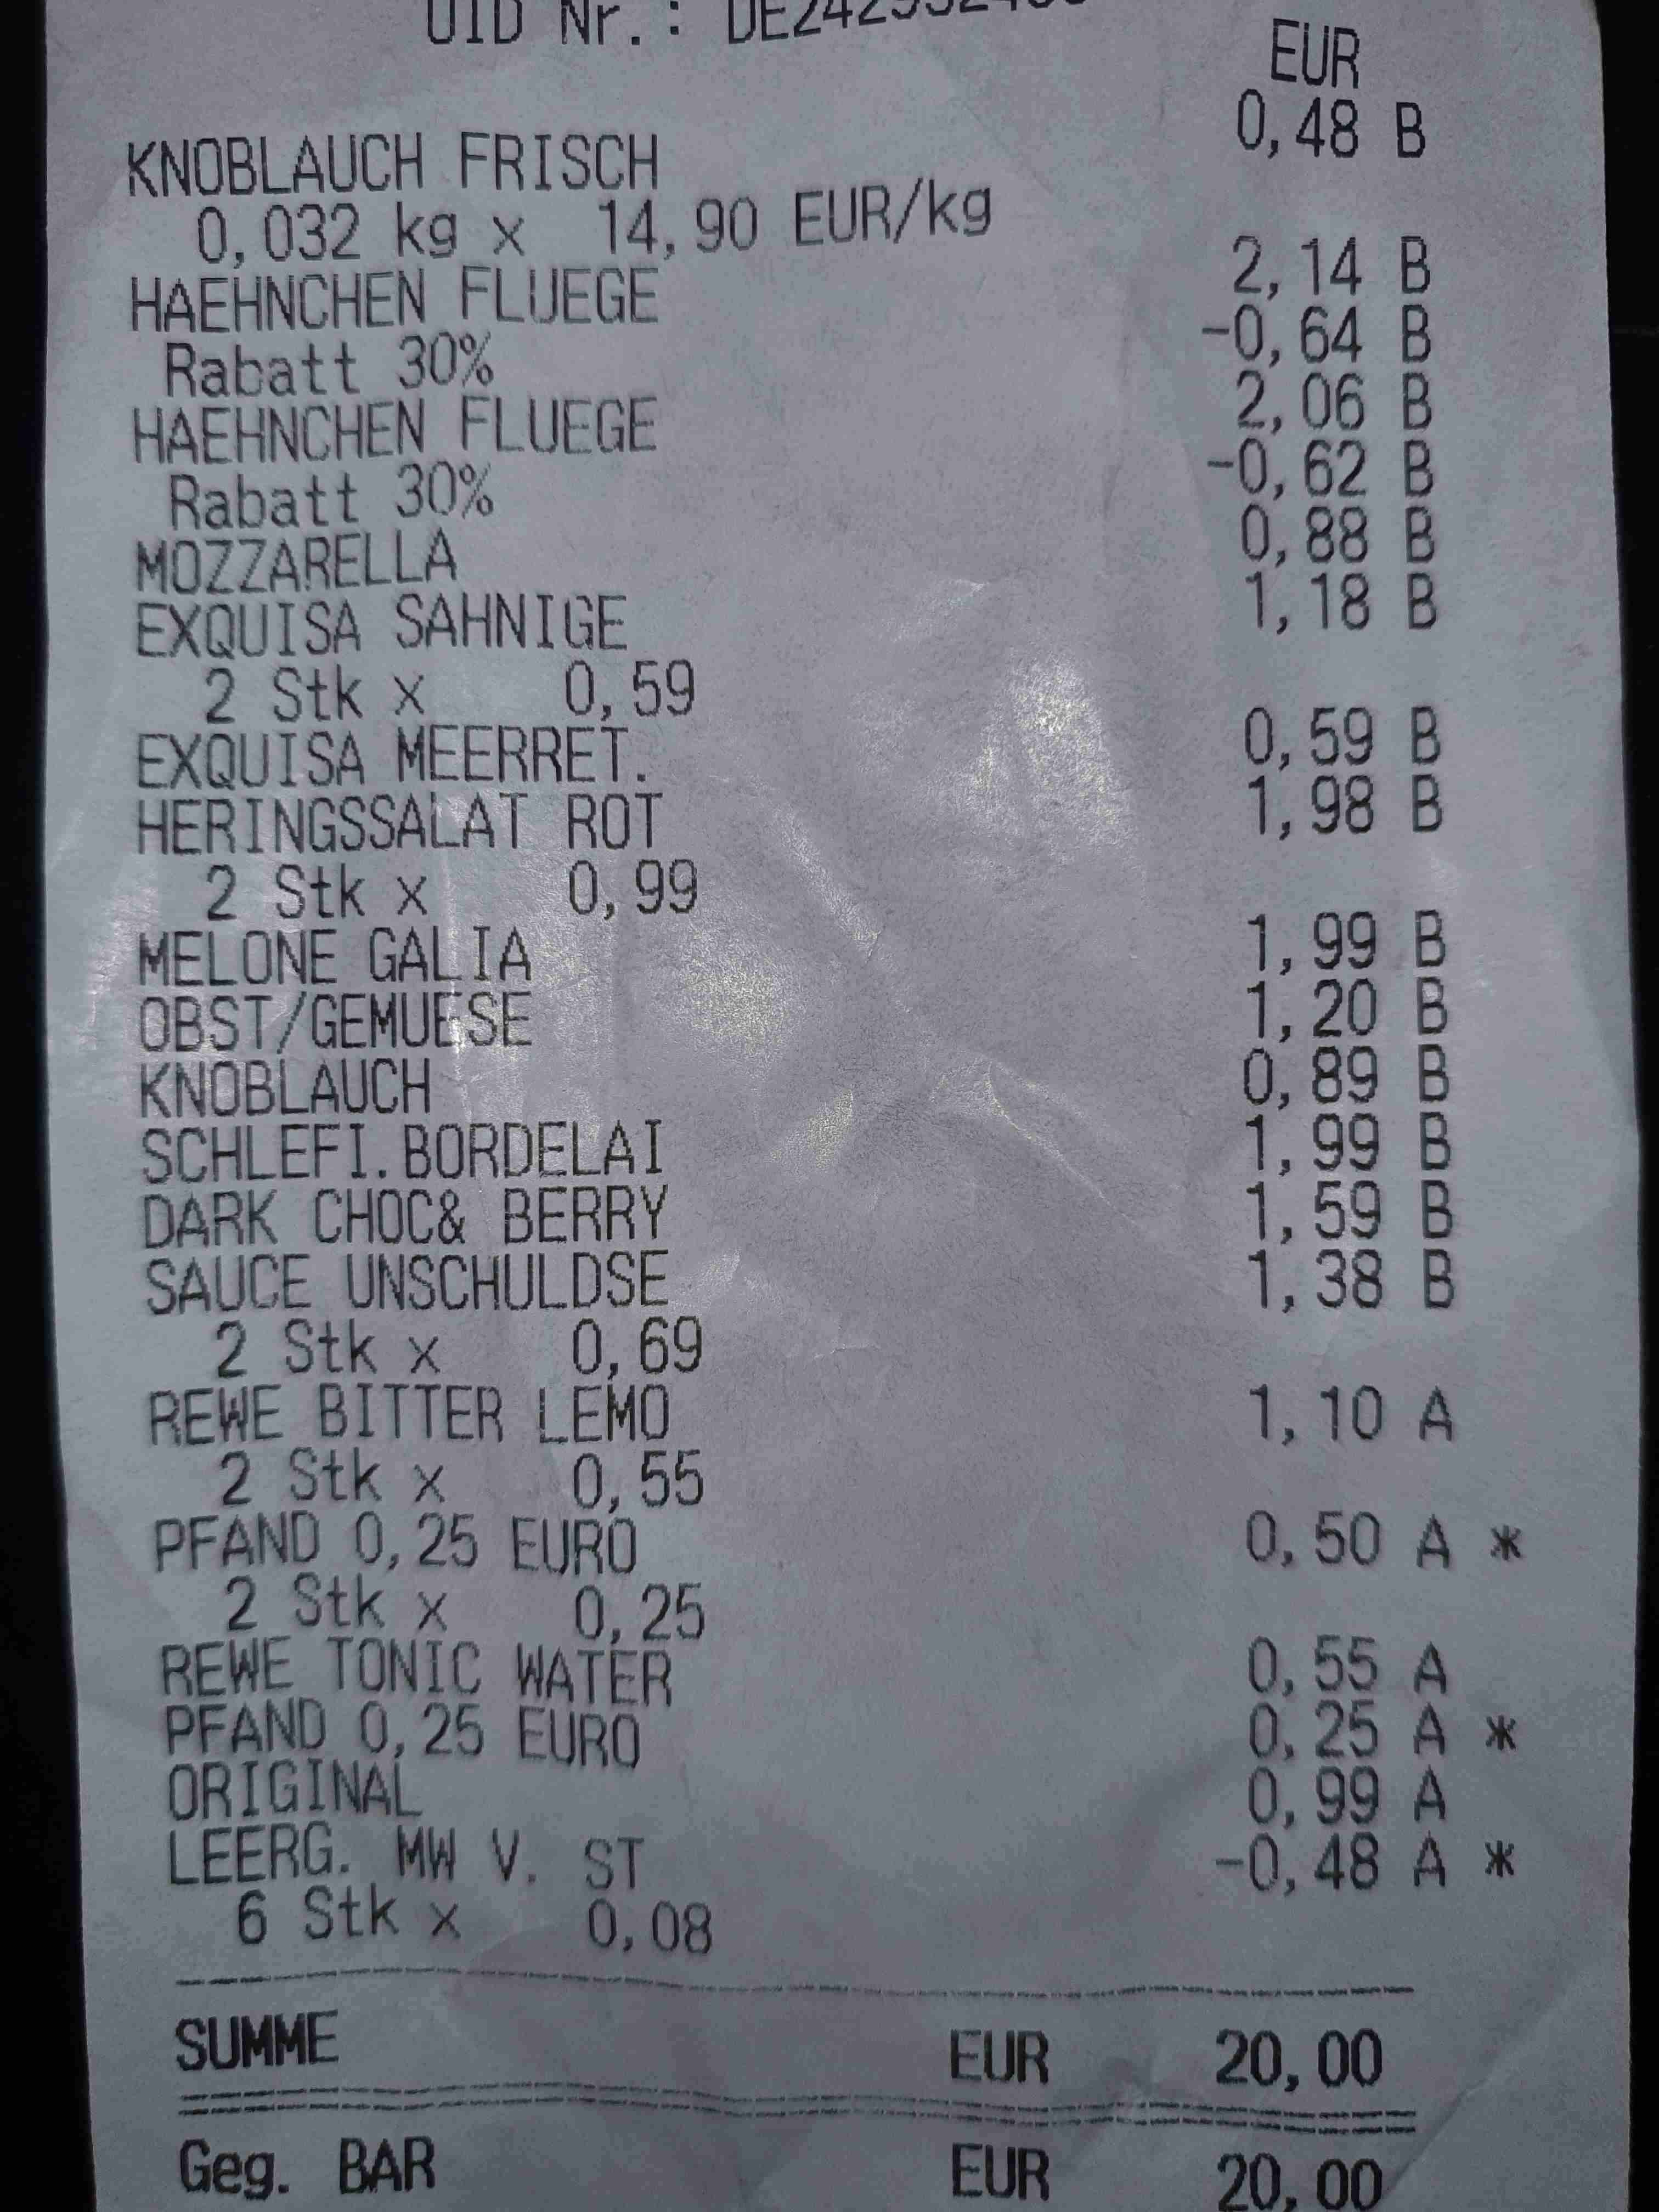 UID Nr.: 
EUR
KNOBLAUCH FRISCH 0,48 B
0,032 kg x 14,90 EUR/kg
HAEHNCHEN FLUEGE 2,14 B
Rabatt 30% -0,64 B
HAEHNCHEN FLUEGE 2,06 B
Rabatt 30% -0,62 B
MOZZARELLA 0,88 B
EXQUISA SAHNIGE 1,18 B
2 Stk x 0,59
EXQUISA MEERRET. 0,59 B
HERINGSSALAT ROT 1,98 B
2 Stk x 0,99
MELONE GALIA 1,99 B
OBST/GEMUESE 1,20 B
KNOBLAUCH 0,89 B
SCHLEFI.BORDELAI 1,99 B
DARK CHOC& BERRY 1,59 B
SAUCE UNSCHULDSE 1,38 B
2 Stk x 0,69
REWE BITTER LEMO 1,10 A
2 Stk x 0,55
PFAND 0,25 EURO 0,50 A *
2 Stk x 0,25
REWE TONIC WATER 0,55 A
PFAND 0,25 EURO 0,25 A *
ORIGINAL 0,99 A
LEERG. MW V. ST -0,48 A *
6 Stk x 0,08
SUMME EUR 20,00
Geg. BAR EUR 20,00